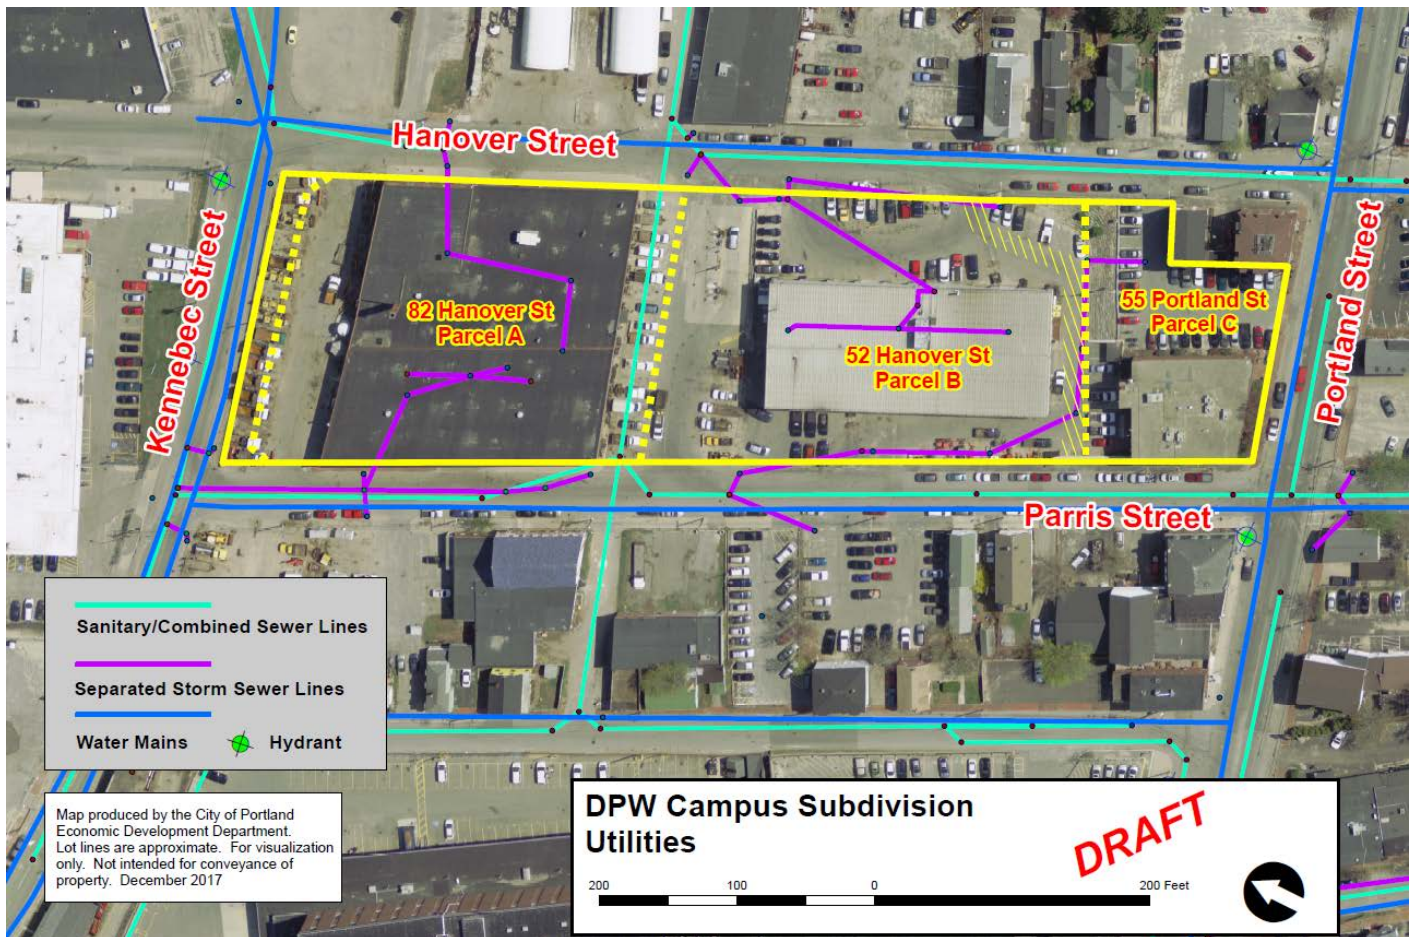 Hanover Street
Kennebec Street
Portland Street
82 Hanover St
Parcel A
52 Hanover St
Parcel B
55 Portland St
Parcel C
Parris Street
Sanitary/Combined Sewer Lines
Separated Storm Sewer Lines
Water Mains
Hydrant
Map produced by the City of Portland
Economic Development Department.
Lot lines are approximate. For visualization
only. Not intended for conveyance of
property. December 2017
DPW Campus Subdivision
Utilities
DRAFT
200 100 0 200 Feet